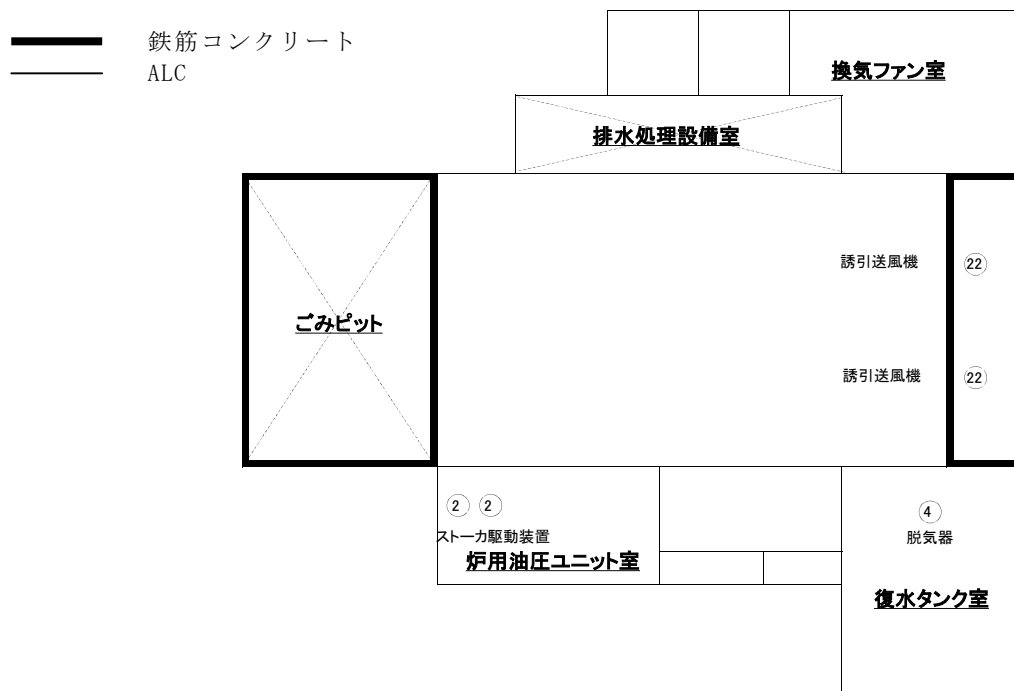 鉄筋コンクリート
ALC
換気ファン室
排水処理設備室
誘引送風機 22
ごみピット
誘引送風機 22
2 2
ストーカ駆動装置
炉用油圧ユニット室
4
脱気器
復水タンク室